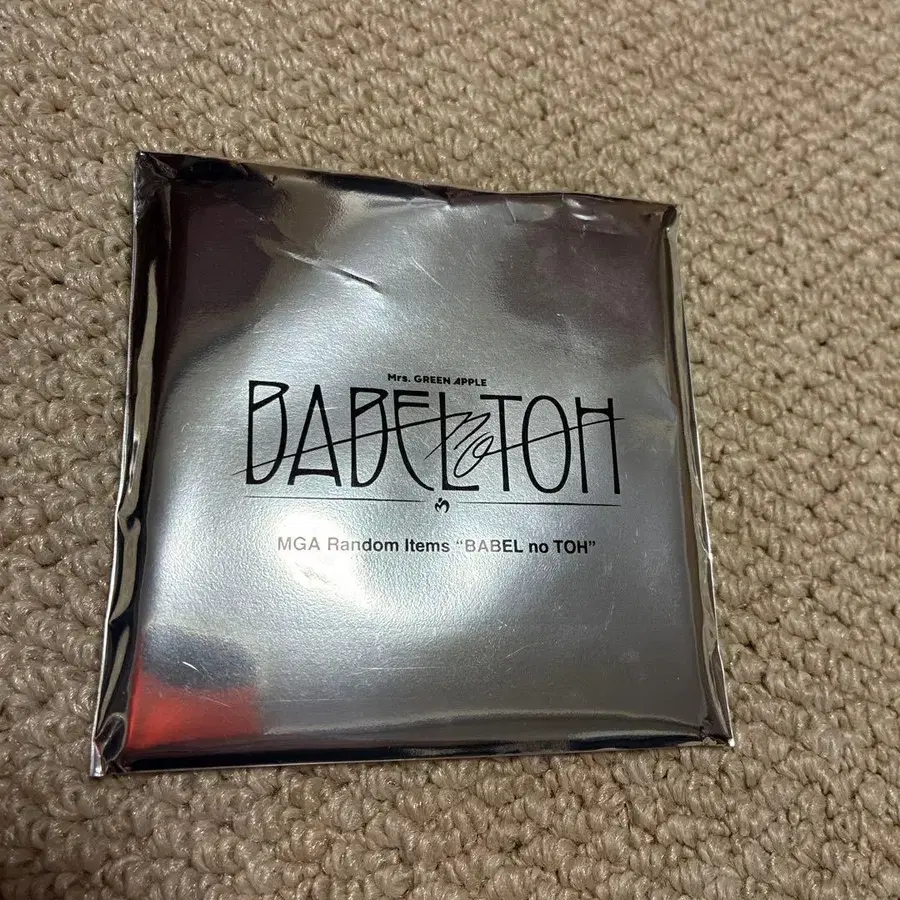 Mrs. GREEN APPLE
BABEL no TOH
MGA Random Items “BABEL no TOH”